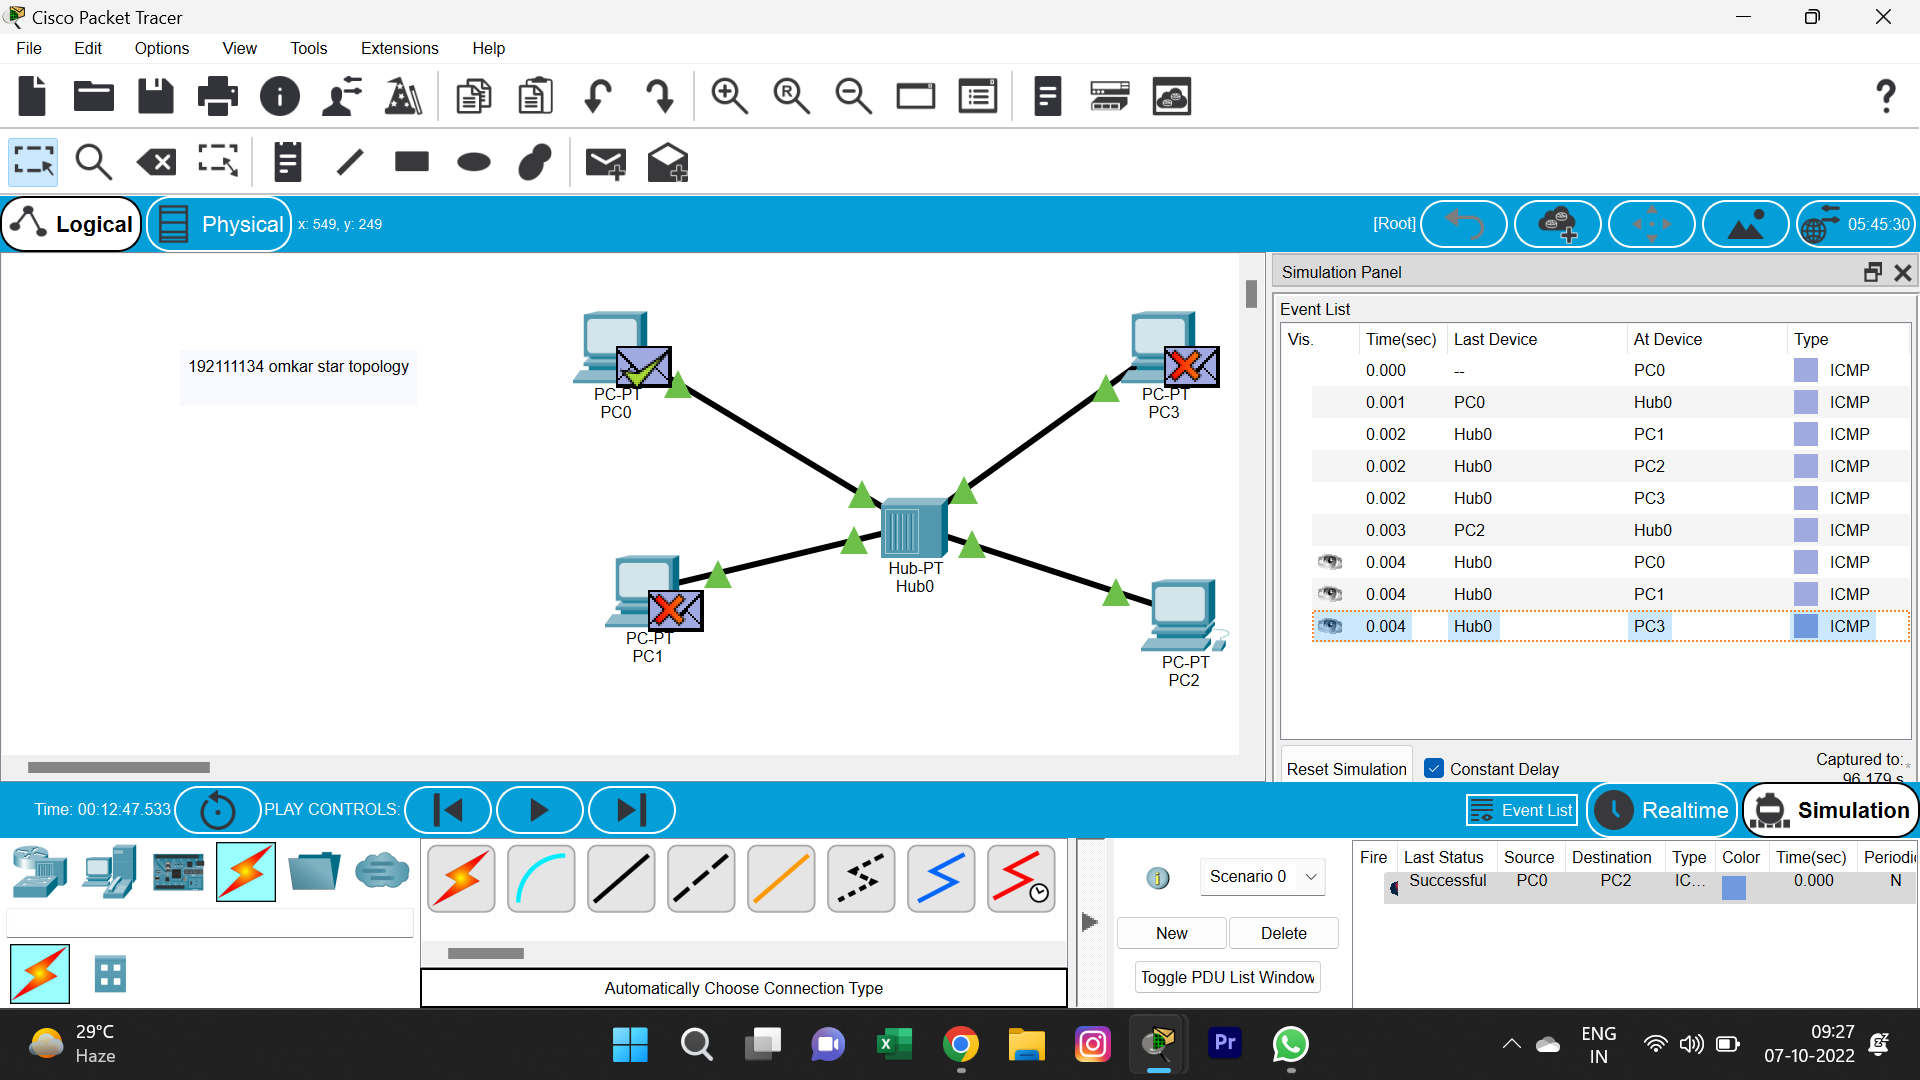 Cisco Packet Tracer
File Edit Options View Tools Extensions Help
Logical Physical x: 549, y: 249 [Root] 05:45:30
192111134 omkar star topology
PC-PT
PC0
PC-PT
PC3
Hub-PT
Hub0
PC-PT
PC1
PC-PT
PC2
Simulation Panel
Event List
Vis. Time(sec) Last Device At Device Type
0.000 -- PC0 ICMP
0.001 PC0 Hub0 ICMP
0.002 Hub0 PC1 ICMP
0.002 Hub0 PC2 ICMP
0.002 Hub0 PC3 ICMP
0.003 PC2 Hub0 ICMP
0.004 Hub0 PC0 ICMP
0.004 Hub0 PC1 ICMP
0.004 Hub0 PC3 ICMP
Reset Simulation Constant Delay Captured to:*
96.179 s
Time: 00:12:47.533 PLAY CONTROLS: Event List Realtime Simulation
Automatically Choose Connection Type
Scenario 0
New Delete
Toggle PDU List Window
Fire Last Status Source Destination Type Color Time(sec) Periodic
Successful PC0 PC2 IC... 0.000 N
29°C
Haze
Pr
ENG
IN
09:27
07-10-2022